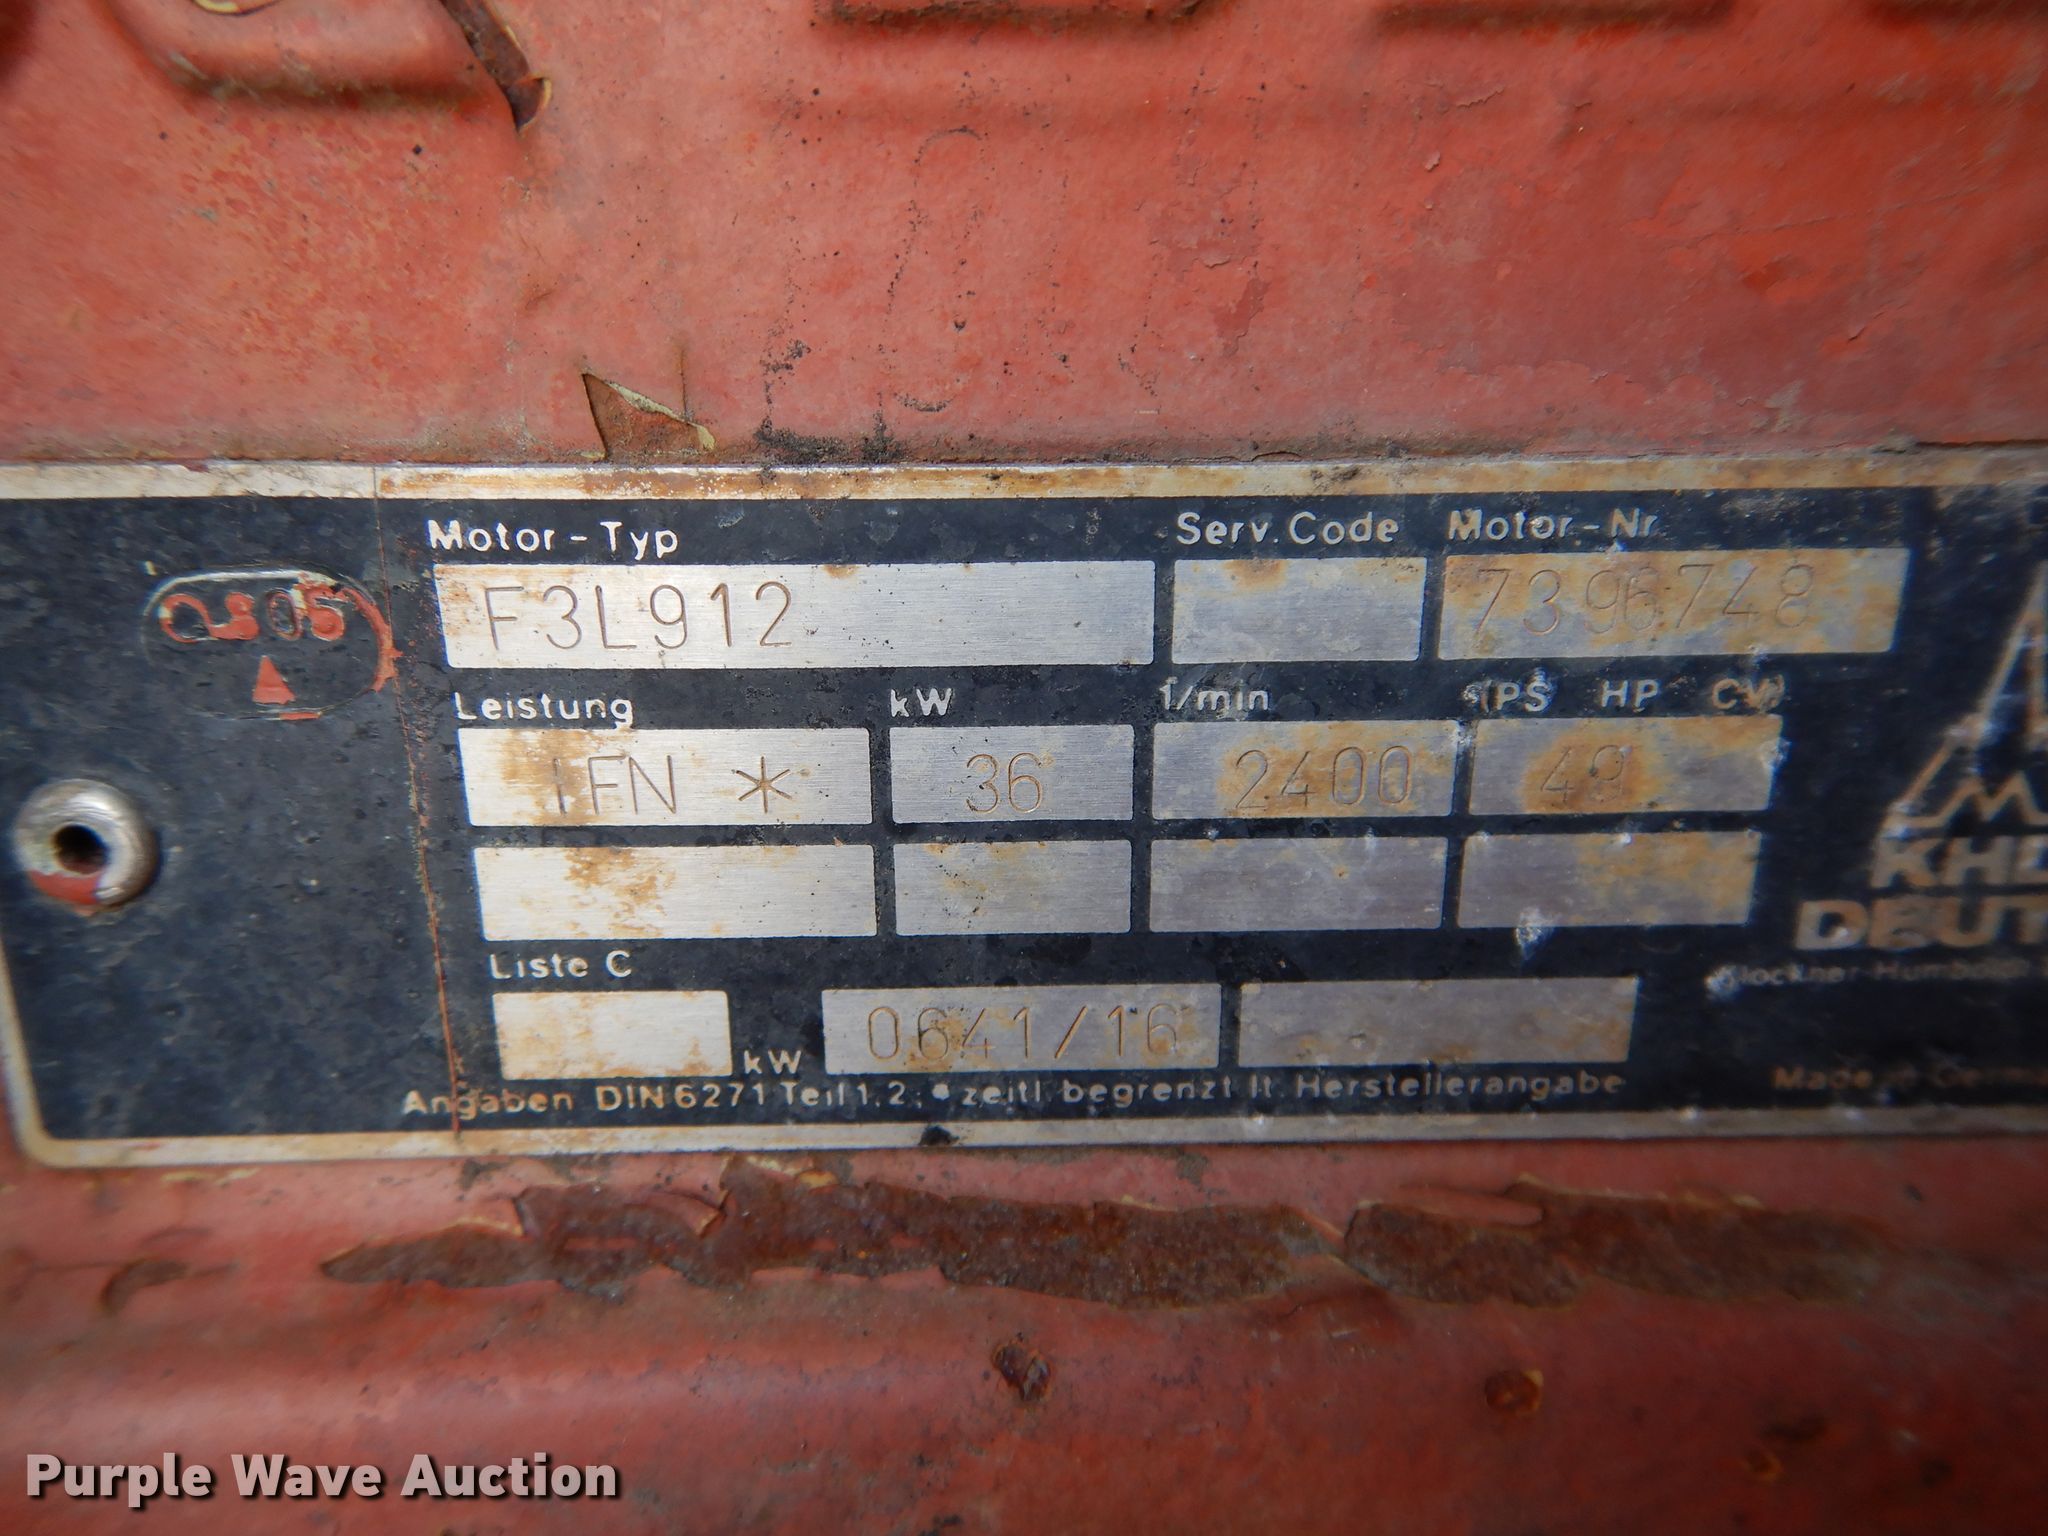 Motor-Typ Serv. Code Motor-Nr.
F3L912 7396748
Leistung kW 1/min (PS HP CV)
IFN * 36 2400 49
KHD
DEUT
Liste C
kW 0641/16
Angaben DIN 6271 Teil 1,2; * zeitl. begrenzt lt. Herstellerangabe
Made in
Purple Wave Auction